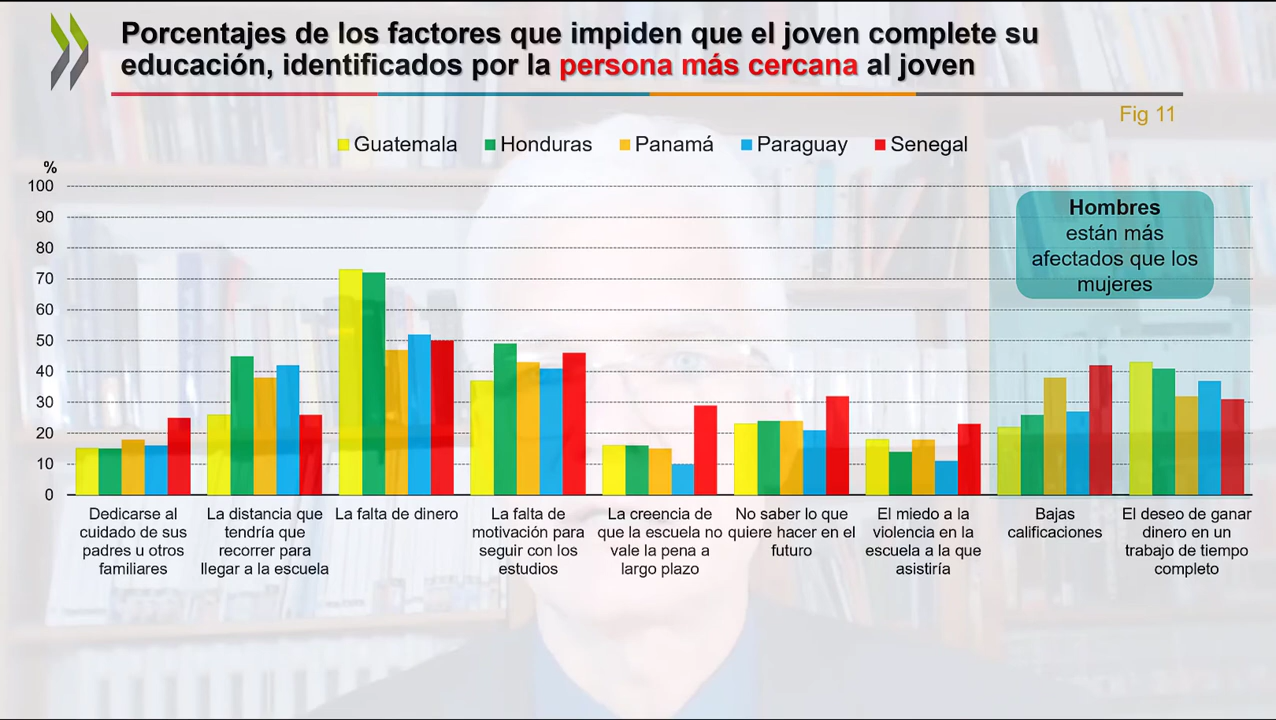 Porcentajes de los factores que impiden que el joven complete su
educación, identificados por la persona más cercana al joven
Fig 11
Guatemala
Honduras
Panamá
Paraguay
Senegal
%
100
90
80
70
60
50
40
30
20
10
0
Hombres
están más
afectados que los
mujeres
Dedicarse al
cuidado de sus
padres u otros
familiares
La distancia que
tendría que
recorrer para
llegar a la escuela
La falta de dinero
La falta de
motivación para
seguir con los
estudios
La creencia de
que la escuela no
vale la pena a
largo plazo
No saber lo que
quiere hacer en el
futuro
El miedo a la
violencia en la
escuela a la que
asistiría
Bajas
calificaciones
El deseo de ganar
dinero en un
trabajo de tiempo
completo